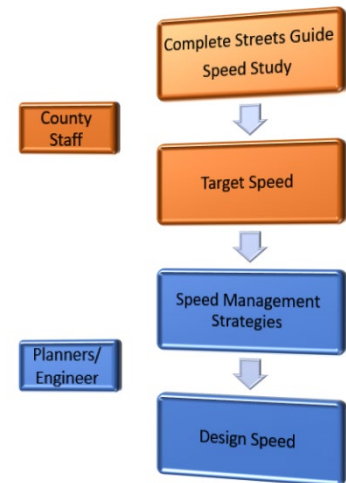 Complete Streets Guide
Speed Study
County
Staff
Target Speed
Speed Management
Strategies
Planners/
Engineer
Design Speed